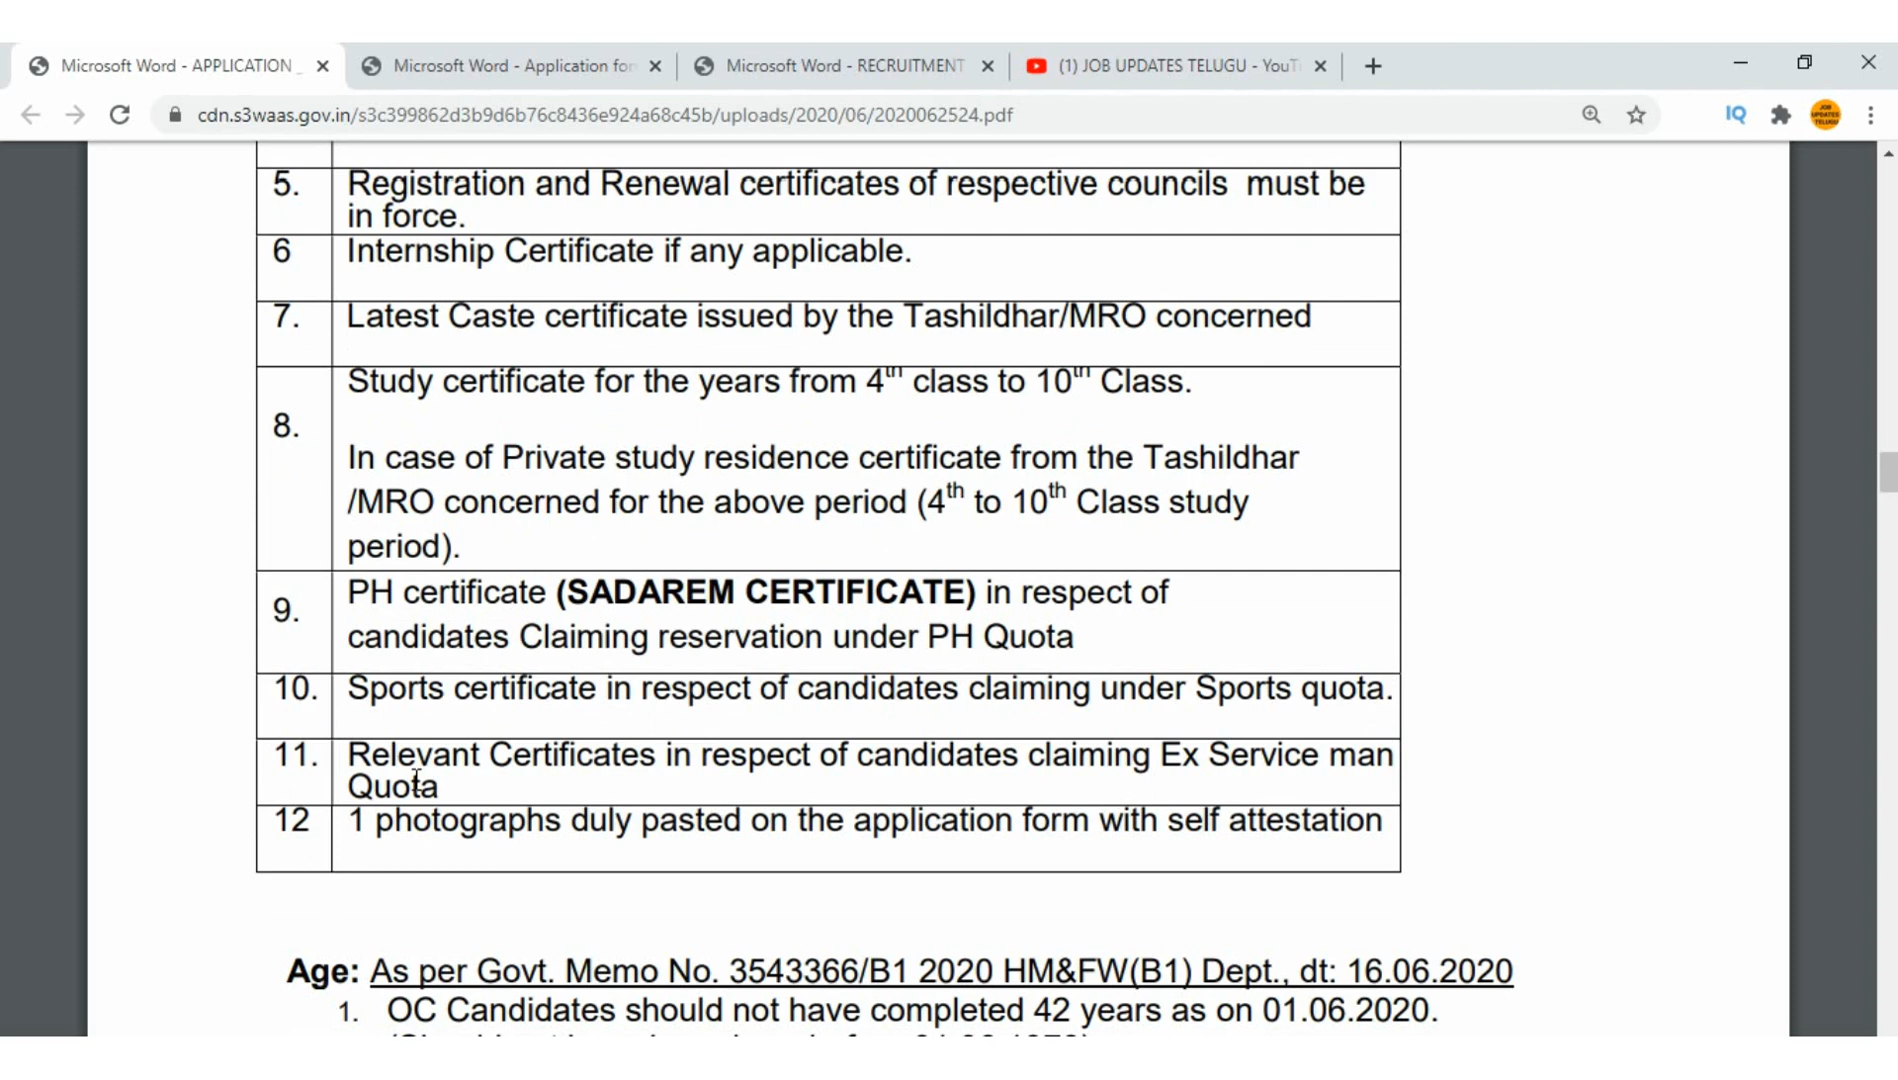 Microsoft Word - APPLICATION _
Microsoft Word - Application for
Microsoft Word - RECRUITMENT
(1) JOB UPDATES TELUGU - YouT
cdn.s3waas.gov.in/s3c399862d3b9d6b76c8436e924a68c45b/uploads/2020/06/2020062524.pdf
IQ
JOB UPDATES TELUGU
5. Registration and Renewal certificates of respective councils must be
in force.
6 Internship Certificate if any applicable.
7. Latest Caste certificate issued by the Tashildhar/MRO concerned
Study certificate for the years from 4th class to 10th Class.
8.
In case of Private study residence certificate from the Tashildhar
/MRO concerned for the above period (4th to 10th Class study
period).
PH certificate (SADAREM CERTIFICATE) in respect of
9.
candidates Claiming reservation under PH Quota
10. Sports certificate in respect of candidates claiming under Sports quota.
11. Relevant Certificates in respect of candidates claiming Ex Service man
Quota
12 1 photographs duly pasted on the application form with self attestation
Age: As per Govt. Memo No. 3543366/B1 2020 HM&FW(B1) Dept., dt: 16.06.2020
1. OC Candidates should not have completed 42 years as on 01.06.2020.